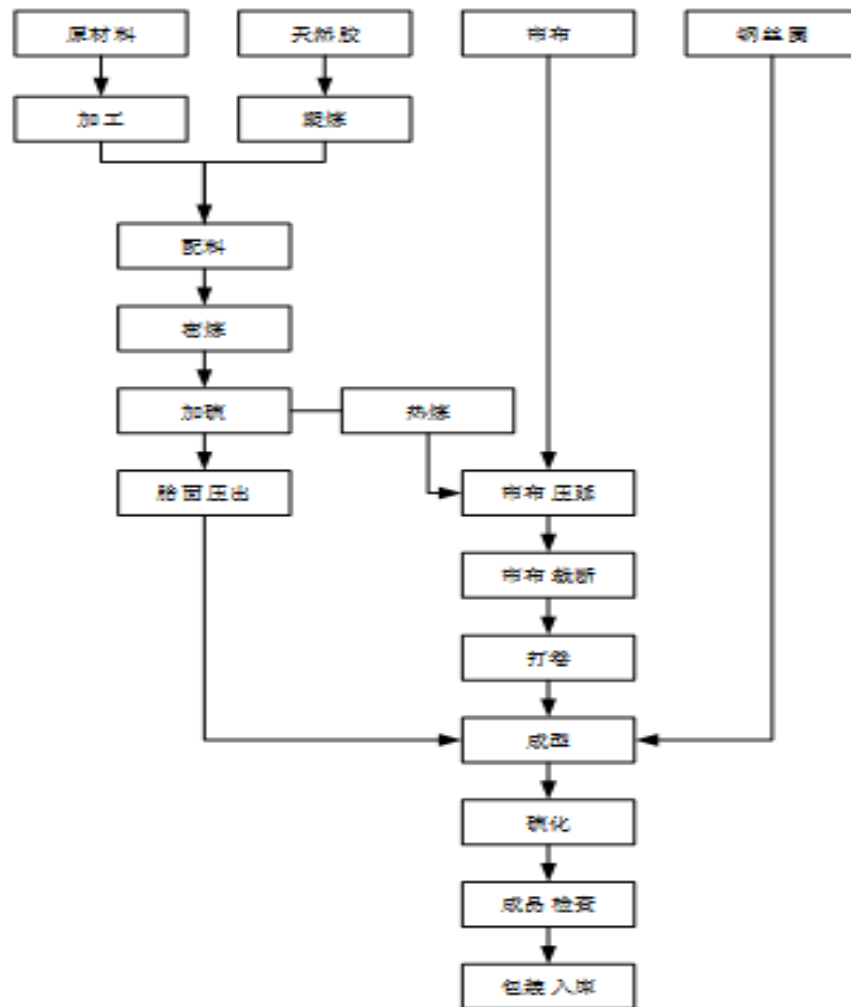 原材料
天然胶
帘布
钢丝圈
加工
塑炼
配料
密炼
加硫
热炼
胎面压出
帘布压延
帘布裁断
打卷
成型
硫化
成品检查
包装入库